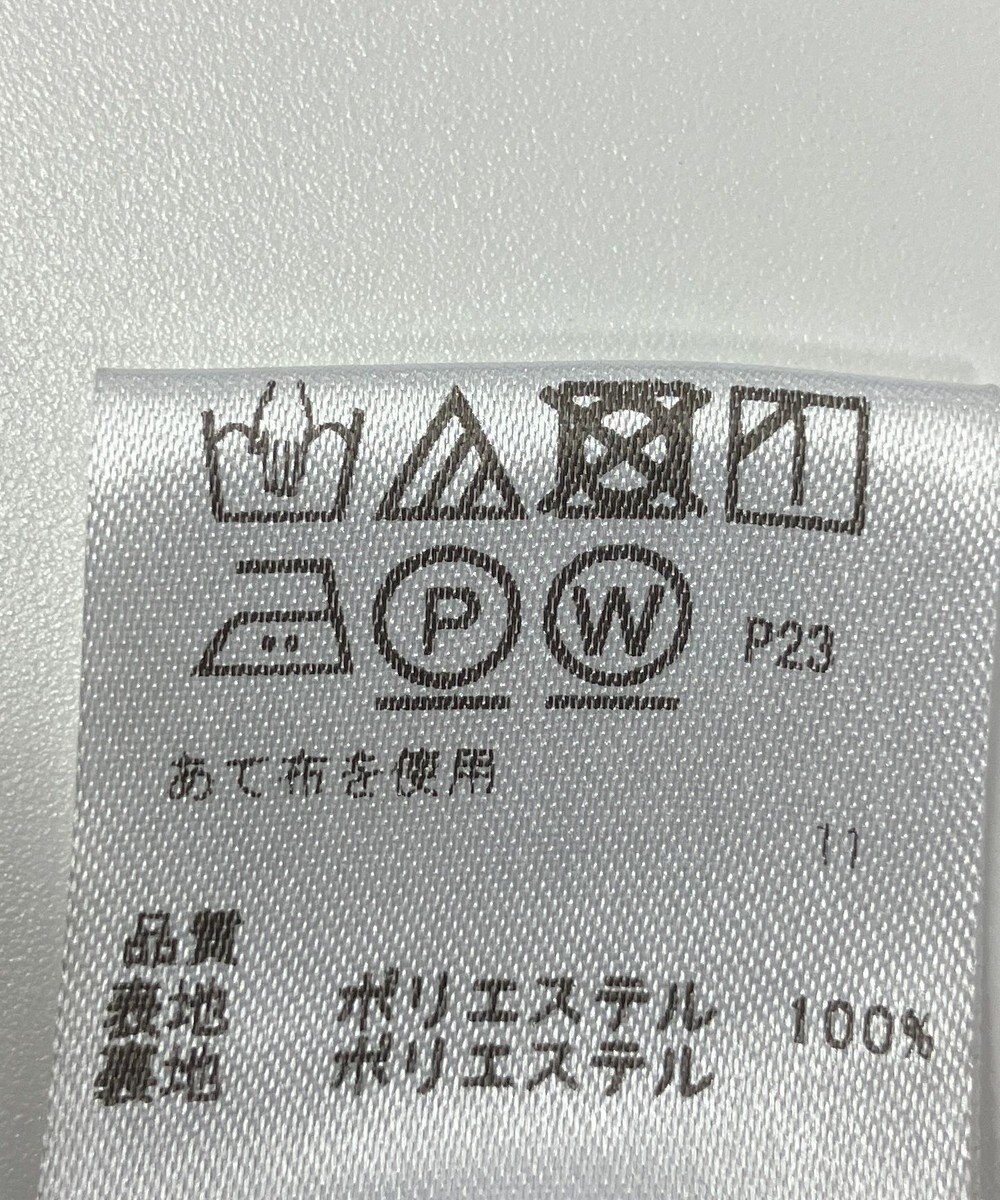 P W P23
あて布を使用
11
品質
表地 ポリエステル 100%
裏地 ポリエステル